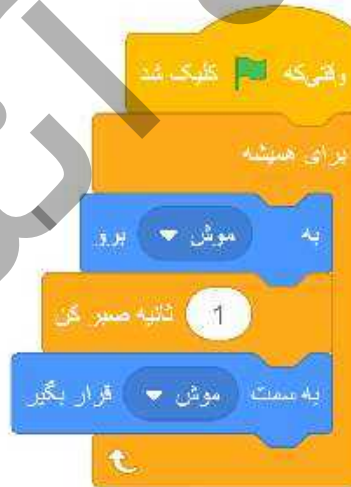 وقتی‌که کلیک شد
برای همیشه
به موش برو
1 ثانیه صبر کن
به سمت موش قرار بگیر